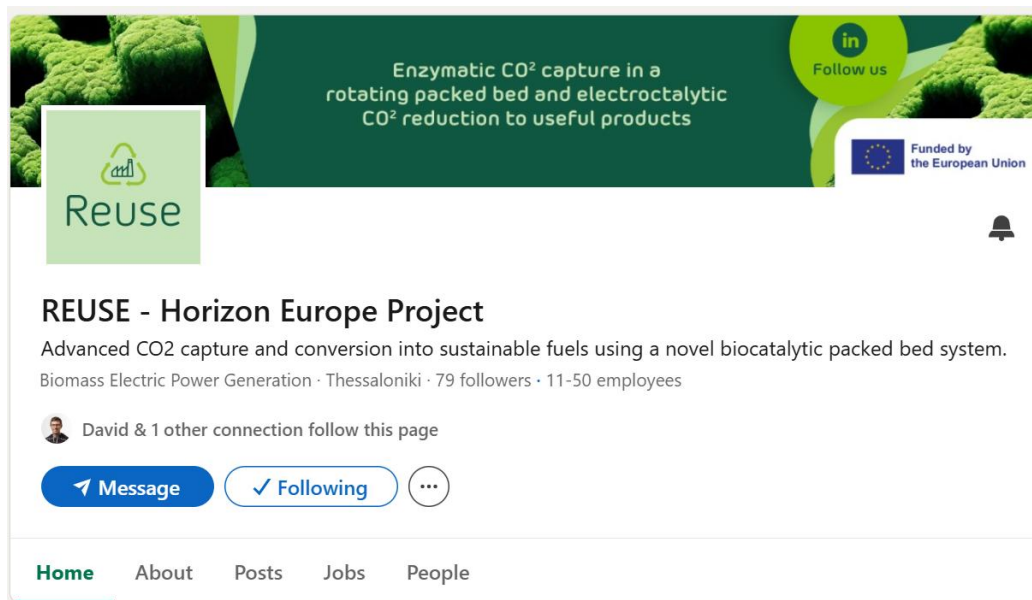 Enzymatic CO² capture in a
rotating packed bed and electroctalytic
CO² reduction to useful products
in
Follow us
Funded by
the European Union
Reuse
REUSE - Horizon Europe Project
Advanced CO2 capture and conversion into sustainable fuels using a novel biocatalytic packed bed system.
Biomass Electric Power Generation · Thessaloniki · 79 followers · 11-50 employees
David & 1 other connection follow this page
Message
Following
Home About Posts Jobs People